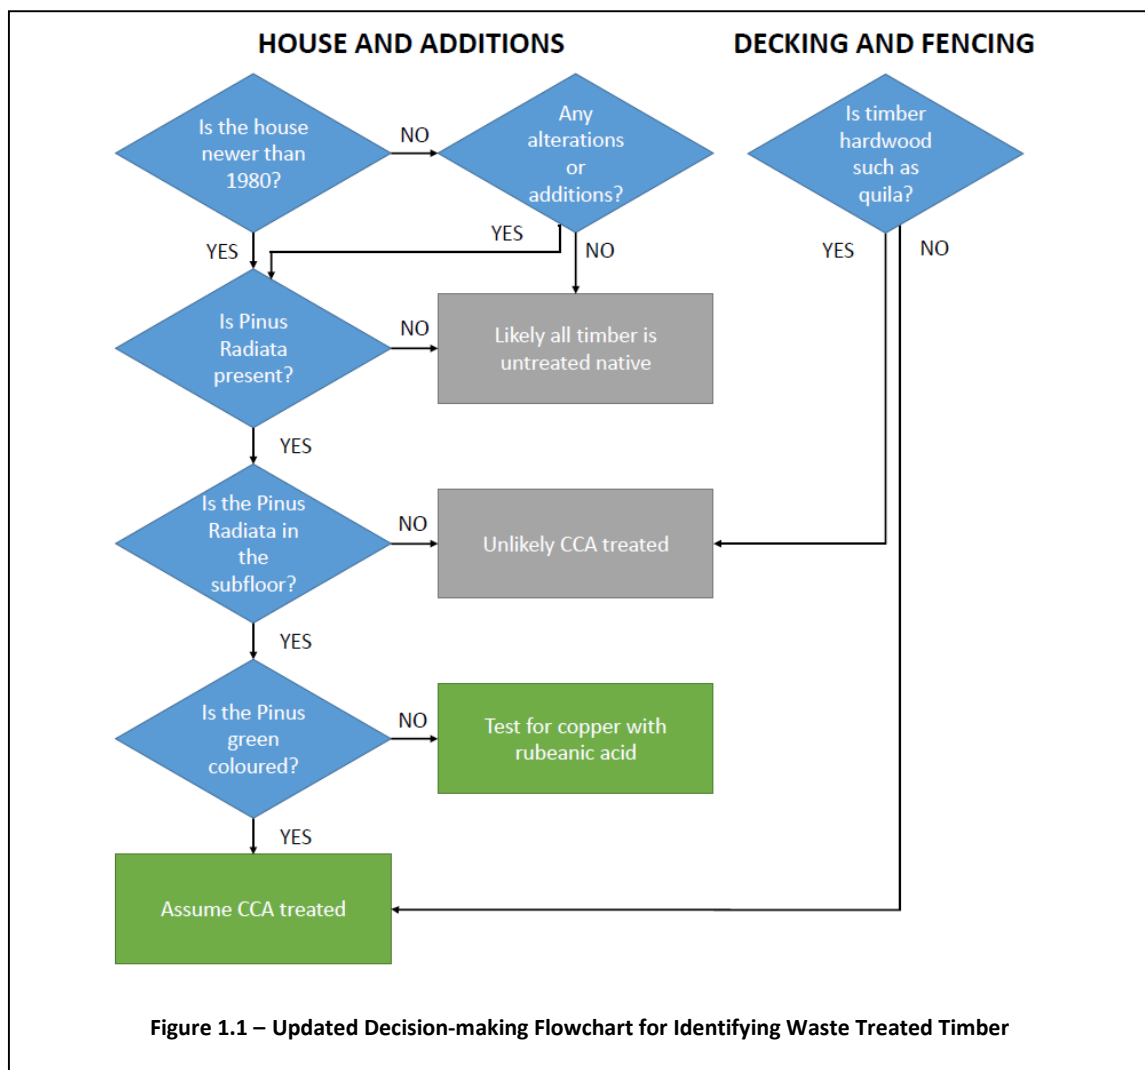 HOUSE AND ADDITIONS
DECKING AND FENCING
Is the house
newer than
1980?
NO
Any
alterations
or
additions?
Is timber
hardwood
such as
quila?
YES
YES
NO
YES
NO
Is Pinus
Radiata
present?
NO
Likely all timber is
untreated native
YES
Is the Pinus
Radiata in
the
subfloor?
NO
Unlikely CCA treated
YES
Is the Pinus
green
coloured?
NO
Test for copper with
rubeanic acid
YES
Assume CCA treated
Figure 1.1 – Updated Decision-making Flowchart for Identifying Waste Treated Timber